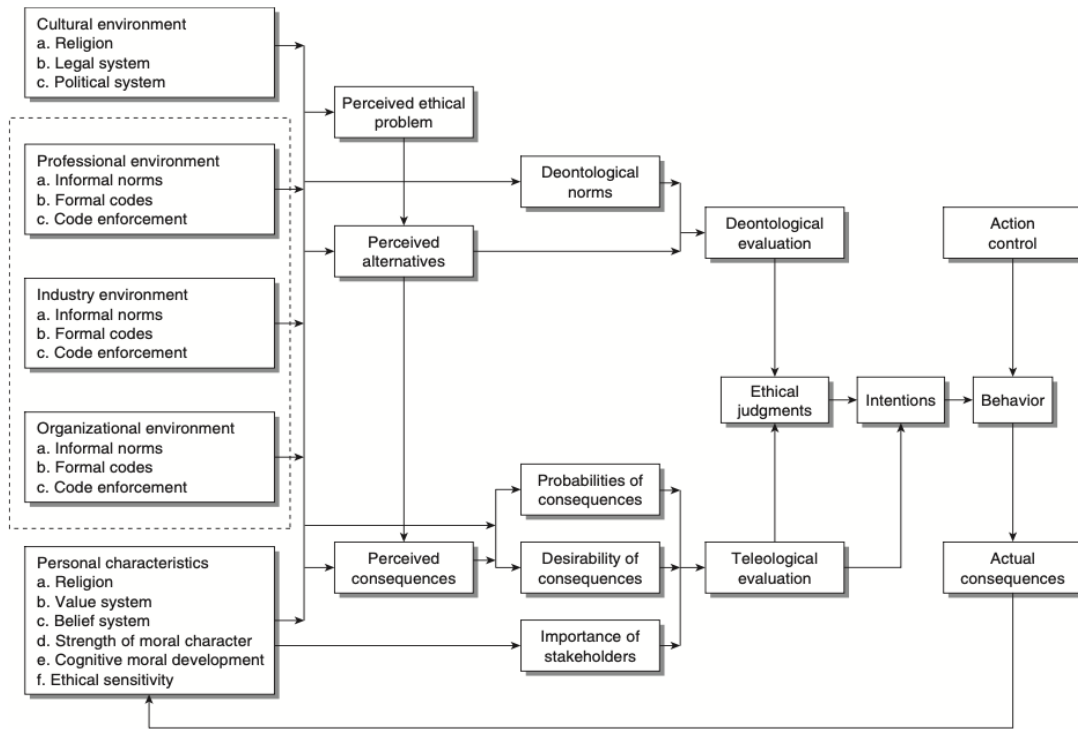 Cultural environment
a. Religion
b. Legal system
c. Political system
Professional environment
a. Informal norms
b. Formal codes
c. Code enforcement
Industry environment
a. Informal norms
b. Formal codes
c. Code enforcement
Organizational environment
a. Informal norms
b. Formal codes
c. Code enforcement
Personal characteristics
a. Religion
b. Value system
c. Belief system
d. Strength of moral character
e. Cognitive moral development
f. Ethical sensitivity
Perceived ethical
problem
Perceived
alternatives
Perceived
consequences
Deontological
norms
Probabilities of
consequences
Desirability of
consequences
Importance of
stakeholders
Deontological
evaluation
Ethical
judgments
Teleological
evaluation
Intentions
Action
control
Behavior
Actual
consequences